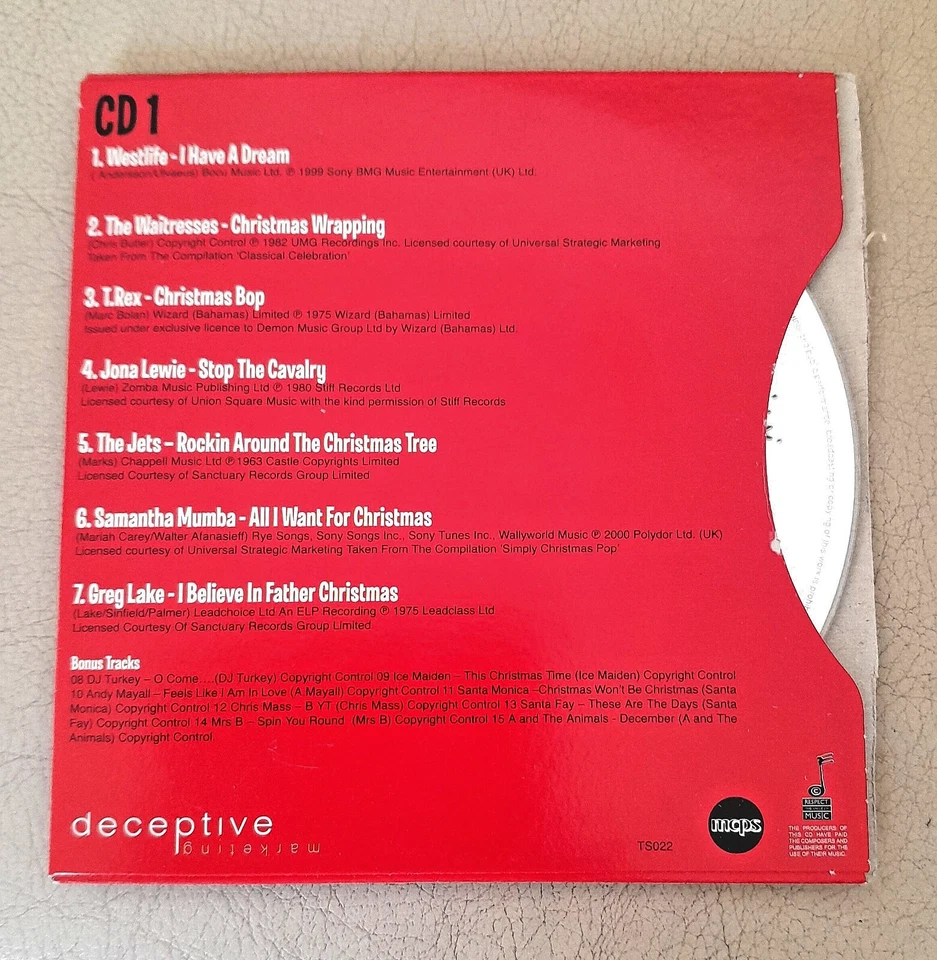 CD 1
1. Westlife - I Have A Dream
( Andersson/Ulvaeus) Bocu Music Ltd. ℗ 1999 Sony BMG Music Entertainment (UK) Ltd.
2. The Waitresses - Christmas Wrapping
(Chris Butler) Copyright Control ℗ 1982 UMG Recordings Inc. Licensed courtesy of Universal Strategic Marketing
Taken From The Compilation 'Classical Celebration'
3. T.Rex - Christmas Bop
(Marc Bolan) Wizard (Bahamas) Limited ℗ 1975 Wizard (Bahamas) Limited
Issued under exclusive licence to Demon Music Group Ltd by Wizard (Bahamas) Ltd.
4. Jona Lewie - Stop The Cavalry
(Lewie) Zomba Music Publishing Ltd ℗ 1980 Stiff Records Ltd
Licensed courtesy of Union Square Music with the kind permission of Stiff Records
5. The Jets – Rockin Around The Christmas Tree
(Marks) Chappell Music Ltd ℗1963 Castle Copyrights Limited
Licensed Courtesy of Sanctuary Records Group Limited
6. Samantha Mumba - All I Want For Christmas
(Mariah Carey/Walter Afanasieff) Rye Songs, Sony Songs Inc., Sony Tunes Inc., Wallyworld Music ℗ 2000 Polydor Ltd. (UK)
Licensed courtesy of Universal Strategic Marketing Taken From The Compilation 'Simply Christmas Pop'
7. Greg Lake - I Believe In Father Christmas
(Lake/Sinfield/Palmer) Leadchoice Ltd An ELP Recording ℗ 1975 Leadclass Ltd
Licensed Courtesy Of Sanctuary Records Group Limited
Bonus Tracks
08 DJ Turkey – O Come....(DJ Turkey) Copyright Control 09 Ice Maiden – This Christmas Time (Ice Maiden) Copyright Control
10 Andy Mayall – Feels Like I Am In Love (A.Mayall) Copyright Control 11 Santa Monica –Christmas Won't Be Christmas (Santa
Monica) Copyright Control 12 Chris Mass – B YT (Chris Mass) Copyright Control 13 Santa Fay – These Are The Days (Santa
Fay) Copyright Control 14 Mrs B – Spin You Round (Mrs B) Copyright Control 15 A and The Animals - December (A and The
Animals) Copyright Control.
deceptive
marketing
TS022
mcps
©
RESPECT
MUSIC
THE PRODUCERS OF
THIS CD HAVE PAID
THE COMPOSERS AND
PUBLISHERS FOR THE
USE OF THEIR MUSIC.
copying of this work is